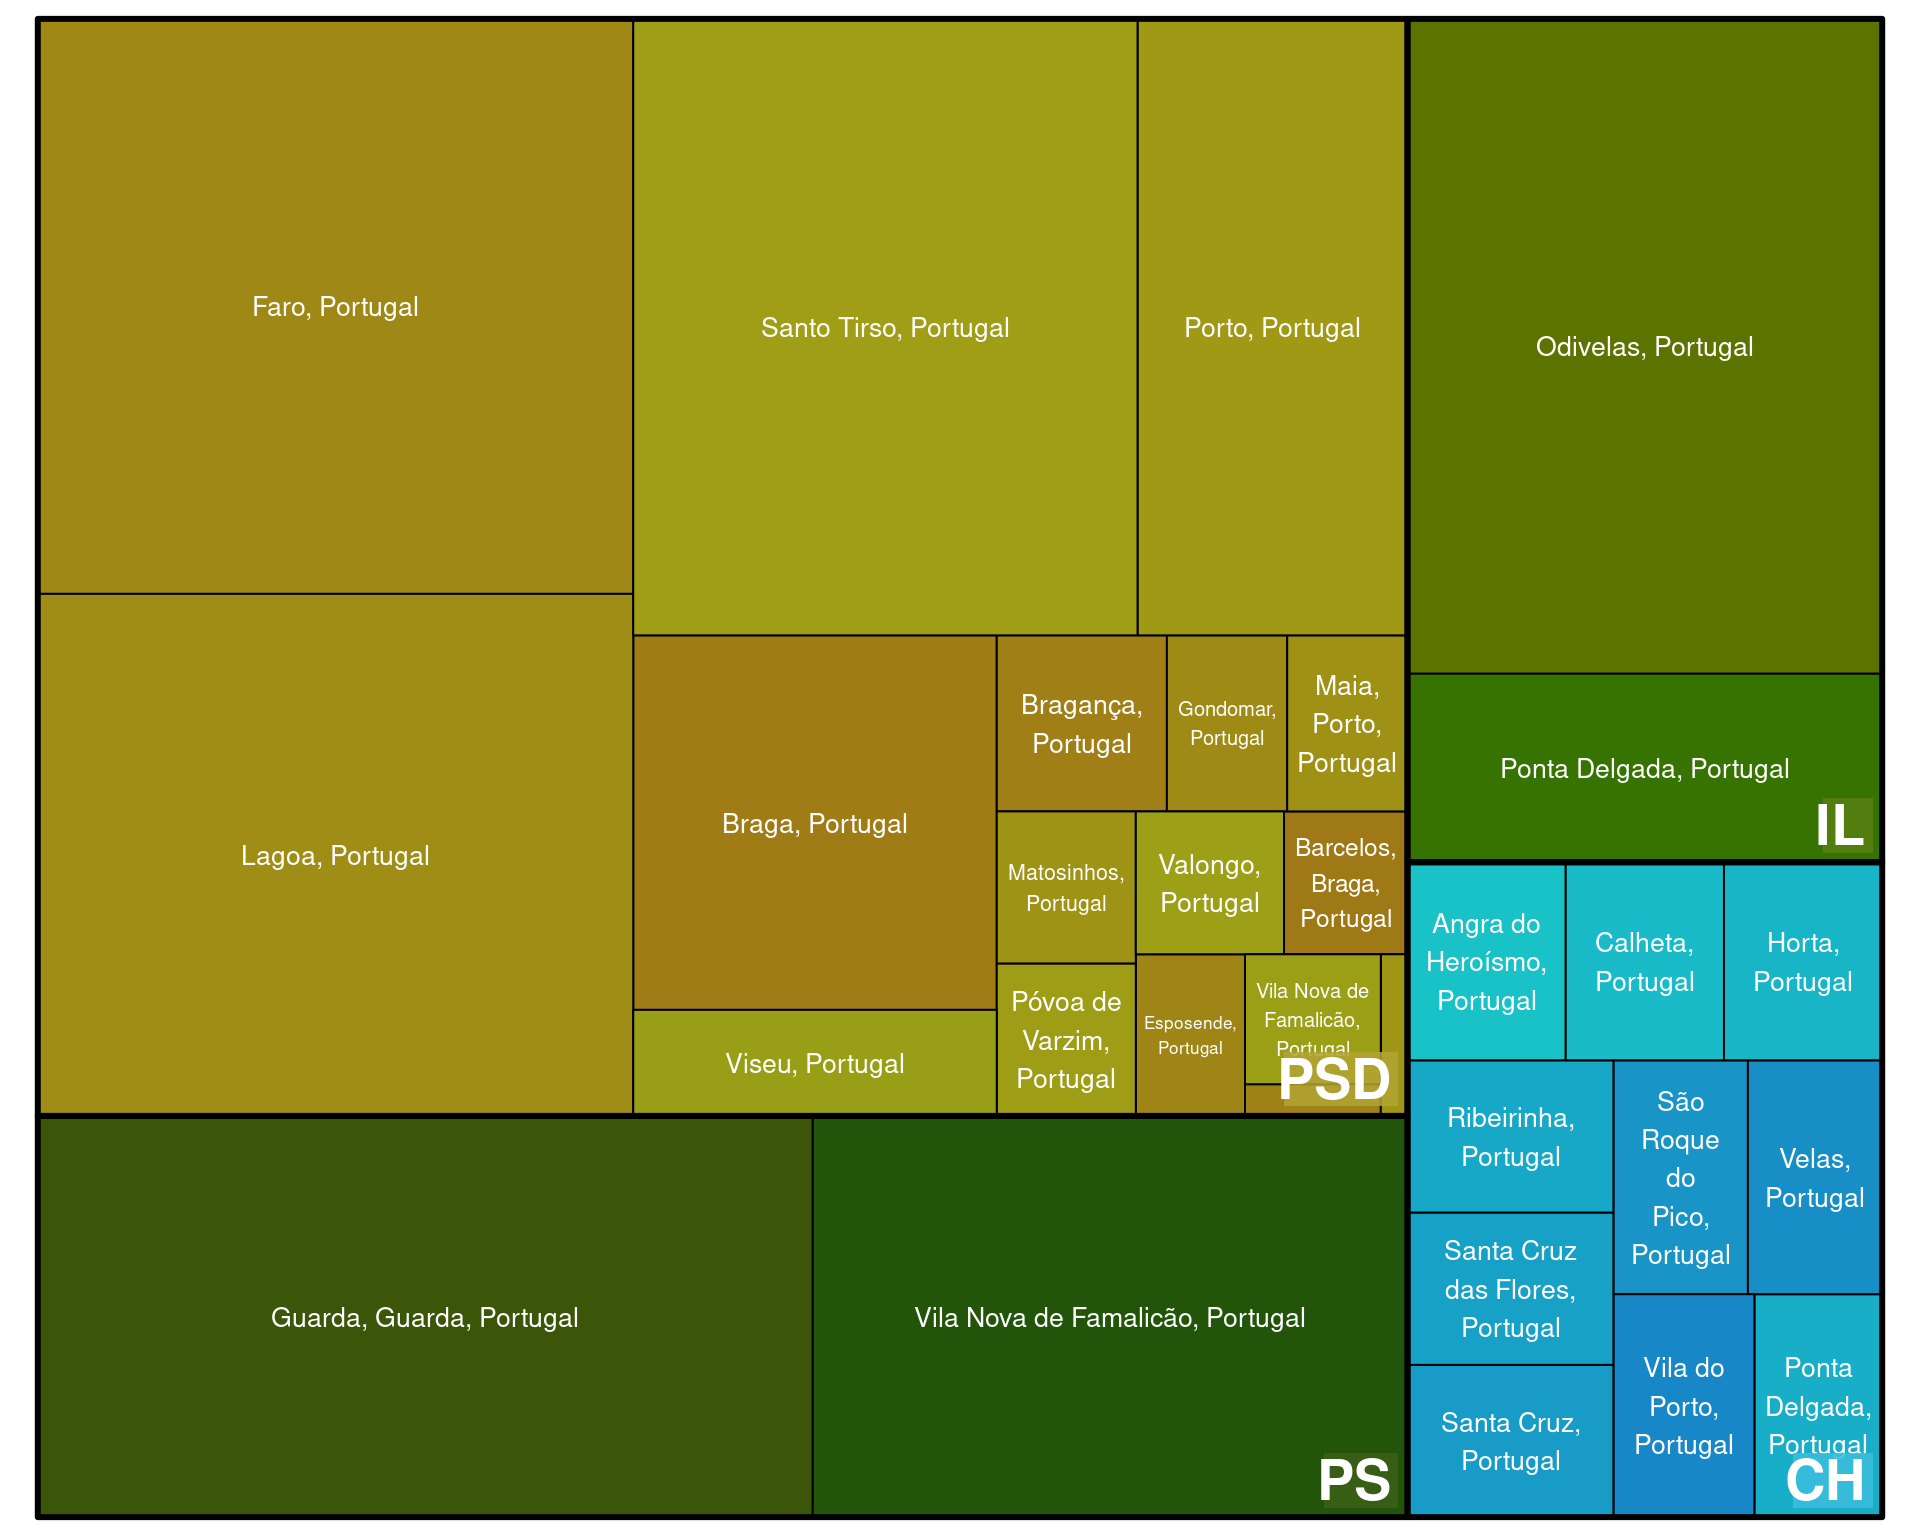 Faro, Portugal
Santo Tirso, Portugal
Porto, Portugal
Odivelas, Portugal
Lagoa, Portugal
Braga, Portugal
Bragança,
Portugal
Gondomar,
Portugal
Maia,
Porto,
Portugal
Ponta Delgada, Portugal
IL
Matosinhos,
Portugal
Valongo,
Portugal
Barcelos,
Braga,
Portugal
Viseu, Portugal
Póvoa de
Varzim,
Portugal
Esposende,
Portugal
Vila Nova de
Famalicão,
Portugal
PSD
Angra do
Heroísmo,
Portugal
Calheta,
Portugal
Horta,
Portugal
Ribeirinha,
Portugal
São
Roque
do
Pico,
Portugal
Velas,
Portugal
Santa Cruz
das Flores,
Portugal
Santa Cruz,
Portugal
Vila do
Porto,
Portugal
Ponta
Delgada,
Portugal
CH
Guarda, Guarda, Portugal
Vila Nova de Famalicão, Portugal
PS